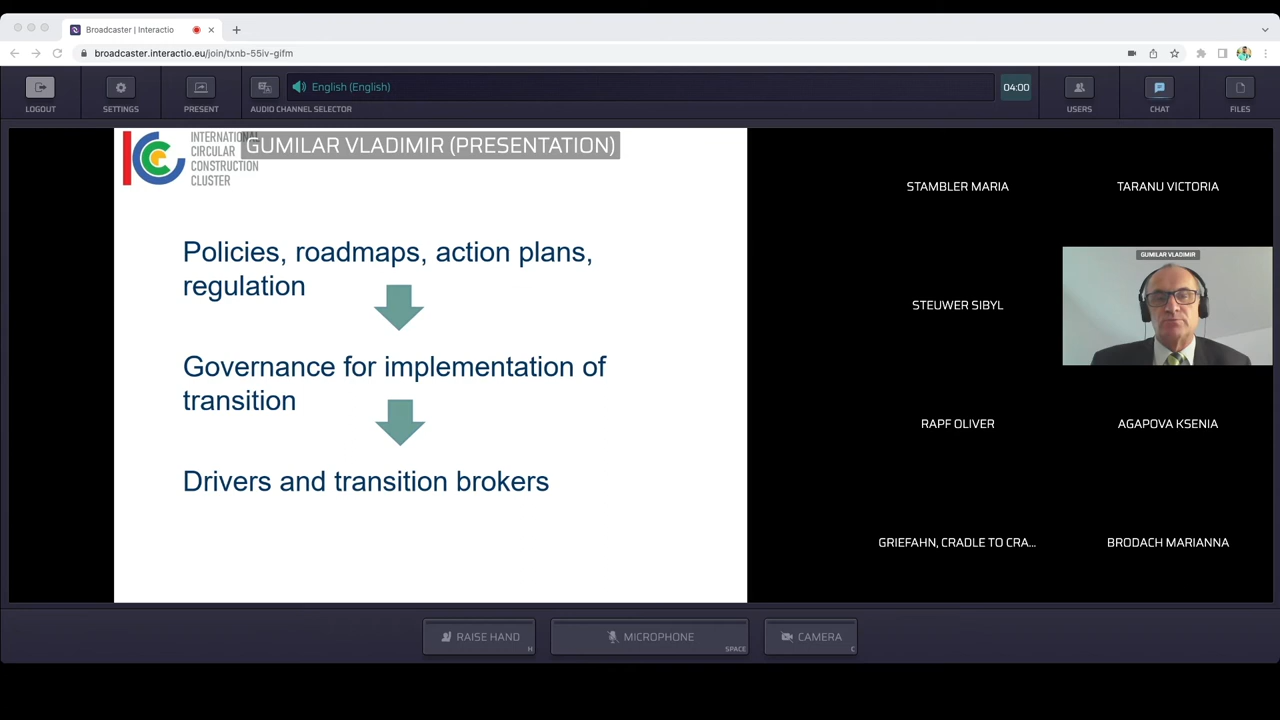 Broadcaster | Interactio
broadcaster.interactio.eu/join/txnb-55iv-gifm
LOGOUT
SETTINGS
PRESENT
English (English)
AUDIO CHANNEL SELECTOR
04:00
USERS
CHAT
FILES
INTERNATIONAL
CIRCULAR
CONSTRUCTION
CLUSTER
GUMILAR VLADIMIR (PRESENTATION)
Policies, roadmaps, action plans,
regulation
Governance for implementation of
transition
Drivers and transition brokers
STAMBLER MARIA
TARANU VICTORIA
STEUWER SIBYL
GUMILAR VLADIMIR
RAPF OLIVER
AGAPOVA KSENIA
GRIEFAHN, CRADLE TO CRA...
BRODACH MARIANNA
RAISE HAND
H
MICROPHONE
SPACE
CAMERA
C